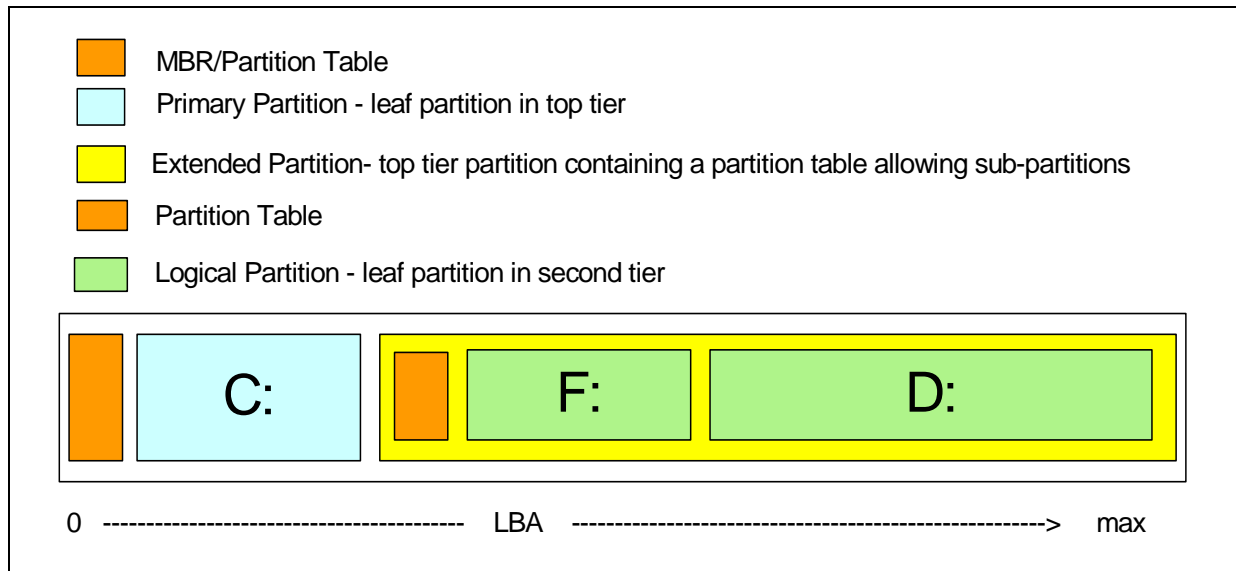 MBR/Partition Table
Primary Partition - leaf partition in top tier
Extended Partition- top tier partition containing a partition table allowing sub-partitions
Partition Table
Logical Partition - leaf partition in second tier
C: F: D:
0 ----------------------------------------- LBA ------------------------------------------------------> max